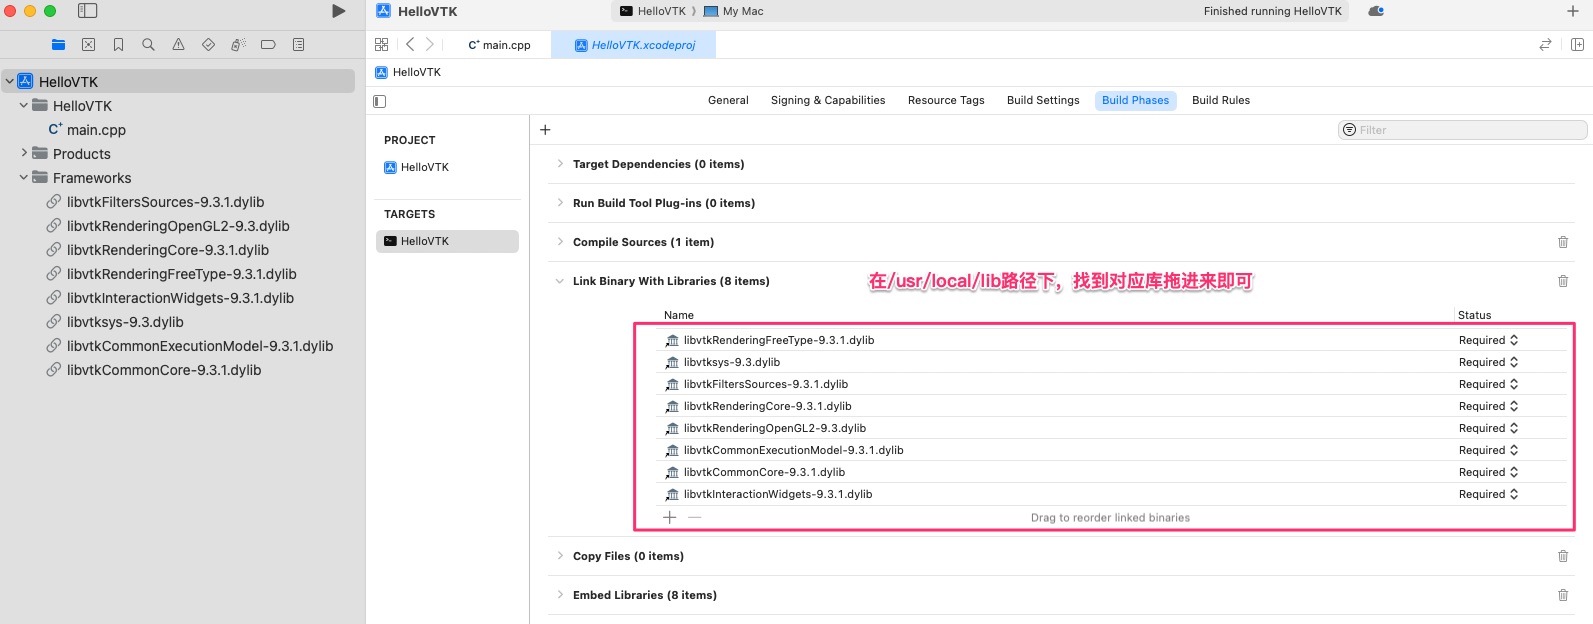 HelloVTK
HelloVTK 〉 My Mac
Finished running HelloVTK
main.cpp
HelloVTK.xcodeproj
HelloVTK
General
Signing & Capabilities
Resource Tags
Build Settings
Build Phases
Build Rules
HelloVTK
HelloVTK
C+ main.cpp
Products
Frameworks
libvtkFiltersSources-9.3.1.dylib
libvtkRenderingOpenGL2-9.3.dylib
libvtkRenderingCore-9.3.1.dylib
libvtkRenderingFreeType-9.3.1.dylib
libvtkInteractionWidgets-9.3.1.dylib
libvtksys-9.3.dylib
libvtkCommonExecutionModel-9.3.1.dylib
libvtkCommonCore-9.3.1.dylib
PROJECT
HelloVTK
TARGETS
HelloVTK
Filter
Target Dependencies (0 items)
Run Build Tool Plug-ins (0 items)
Compile Sources (1 item)
Link Binary With Libraries (8 items)
在/usr/local/lib路径下，找到对应库拖进来即可
Name Status
libvtkRenderingFreeType-9.3.1.dylib Required
libvtksys-9.3.dylib Required
libvtkFiltersSources-9.3.1.dylib Required
libvtkRenderingCore-9.3.1.dylib Required
libvtkRenderingOpenGL2-9.3.dylib Required
libvtkCommonExecutionModel-9.3.1.dylib Required
libvtkCommonCore-9.3.1.dylib Required
libvtkInteractionWidgets-9.3.1.dylib Required
Drag to reorder linked binaries
Copy Files (0 items)
Embed Libraries (8 items)